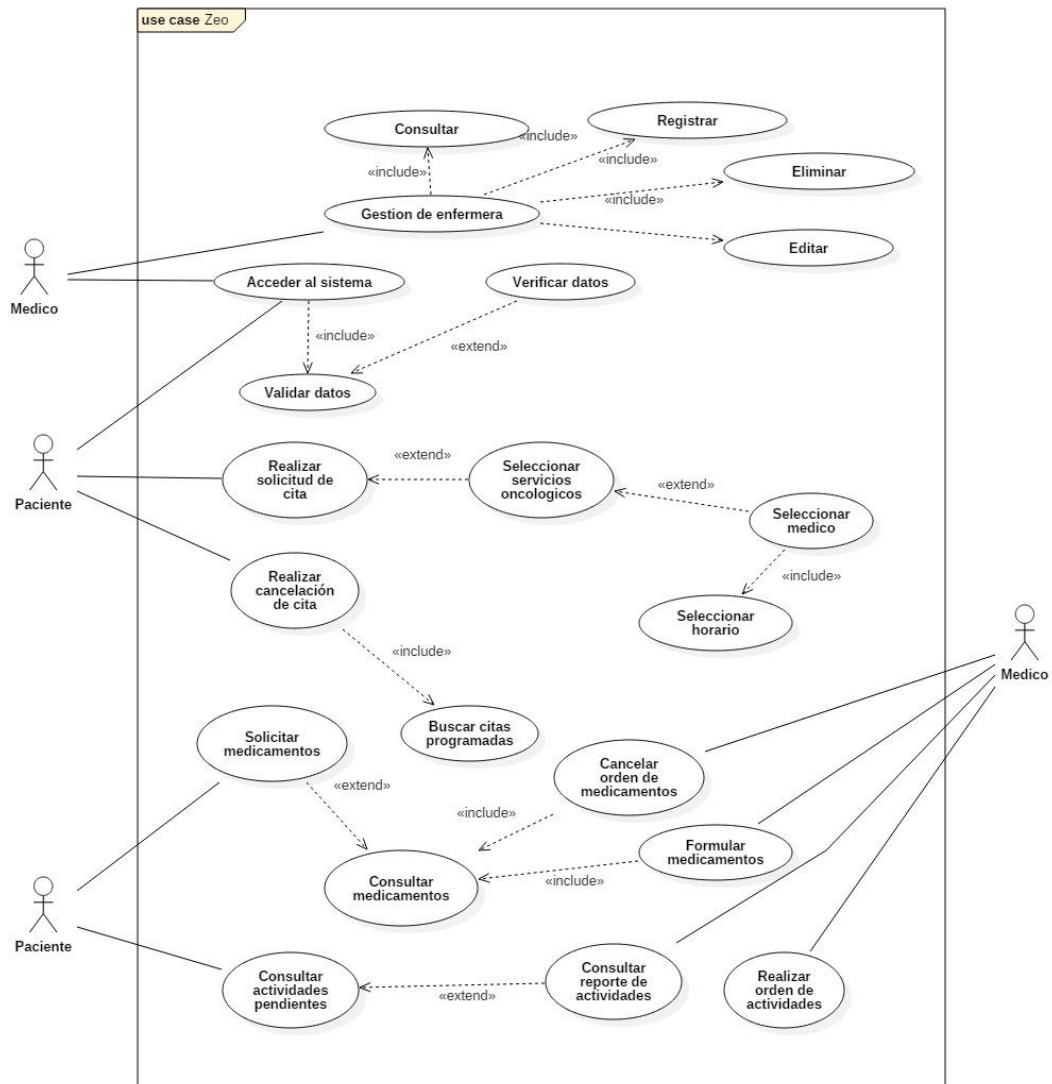 use case Zeo
Consultar
«include»
Registrar
«include»
«include»
Eliminar
«include»
Gestion de enfermera
Editar
Medico
Acceder al sistema
Verificar datos
«include»
«extend»
Validar datos
Paciente
Realizar
solicitud de
cita
«extend»
Seleccionar
servicios
oncologicos
«extend»
Seleccionar
medico
«include»
Realizar
cancelación
de cita
Seleccionar
horario
«include»
Medico
Buscar citas
programadas
Solicitar
medicamentos
«extend»
Cancelar
orden de
medicamentos
«include»
Formular
medicamentos
«include»
Consultar
medicamentos
Paciente
Consultar
actividades
pendientes
«extend»
Consultar
reporte de
actividades
Realizar
orden de
actividades